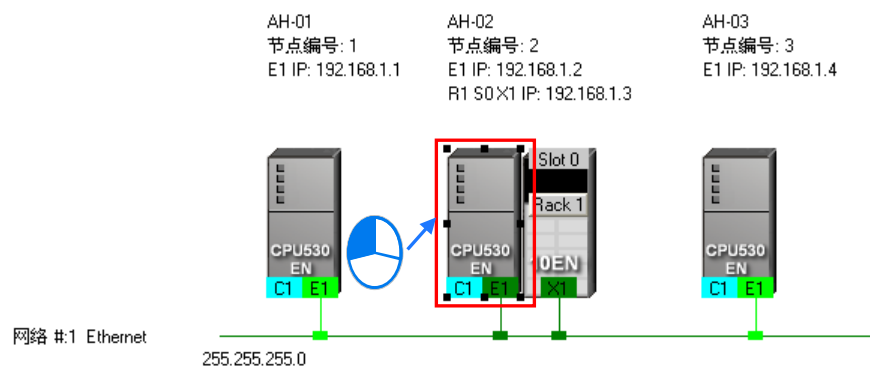 AH-01
节点编号: 1
E1 IP: 192.168.1.1
AH-02
节点编号: 2
E1 IP: 192.168.1.2
R1 S0 X1 IP: 192.168.1.3
AH-03
节点编号: 3
E1 IP: 192.168.1.4
CPU530
EN
C1 E1
CPU530
EN
C1 E1
Slot 0
Rack 1
10EN
X1
CPU530
EN
C1 E1
网络 #:1 Ethernet
255.255.255.0